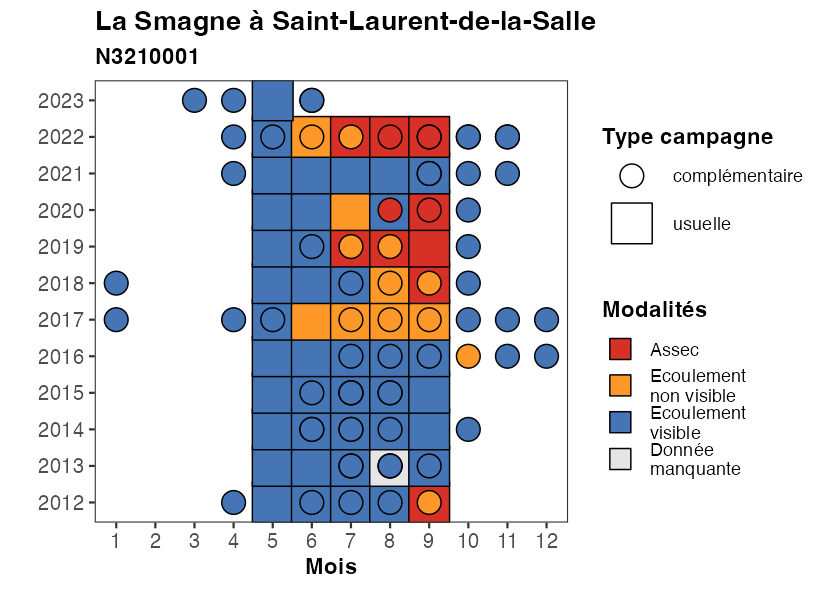 La Smagne à Saint-Laurent-de-la-Salle
N3210001
2023
2022
2021
2020
2019
2018
2017
2016
2015
2014
2013
2012
1 2 3 4 5 6 7 8 9 10 11 12
Mois
Type campagne
complémentaire
usuelle
Modalités
Assec
Ecoulement
non visible
Ecoulement
visible
Donnée
manquante